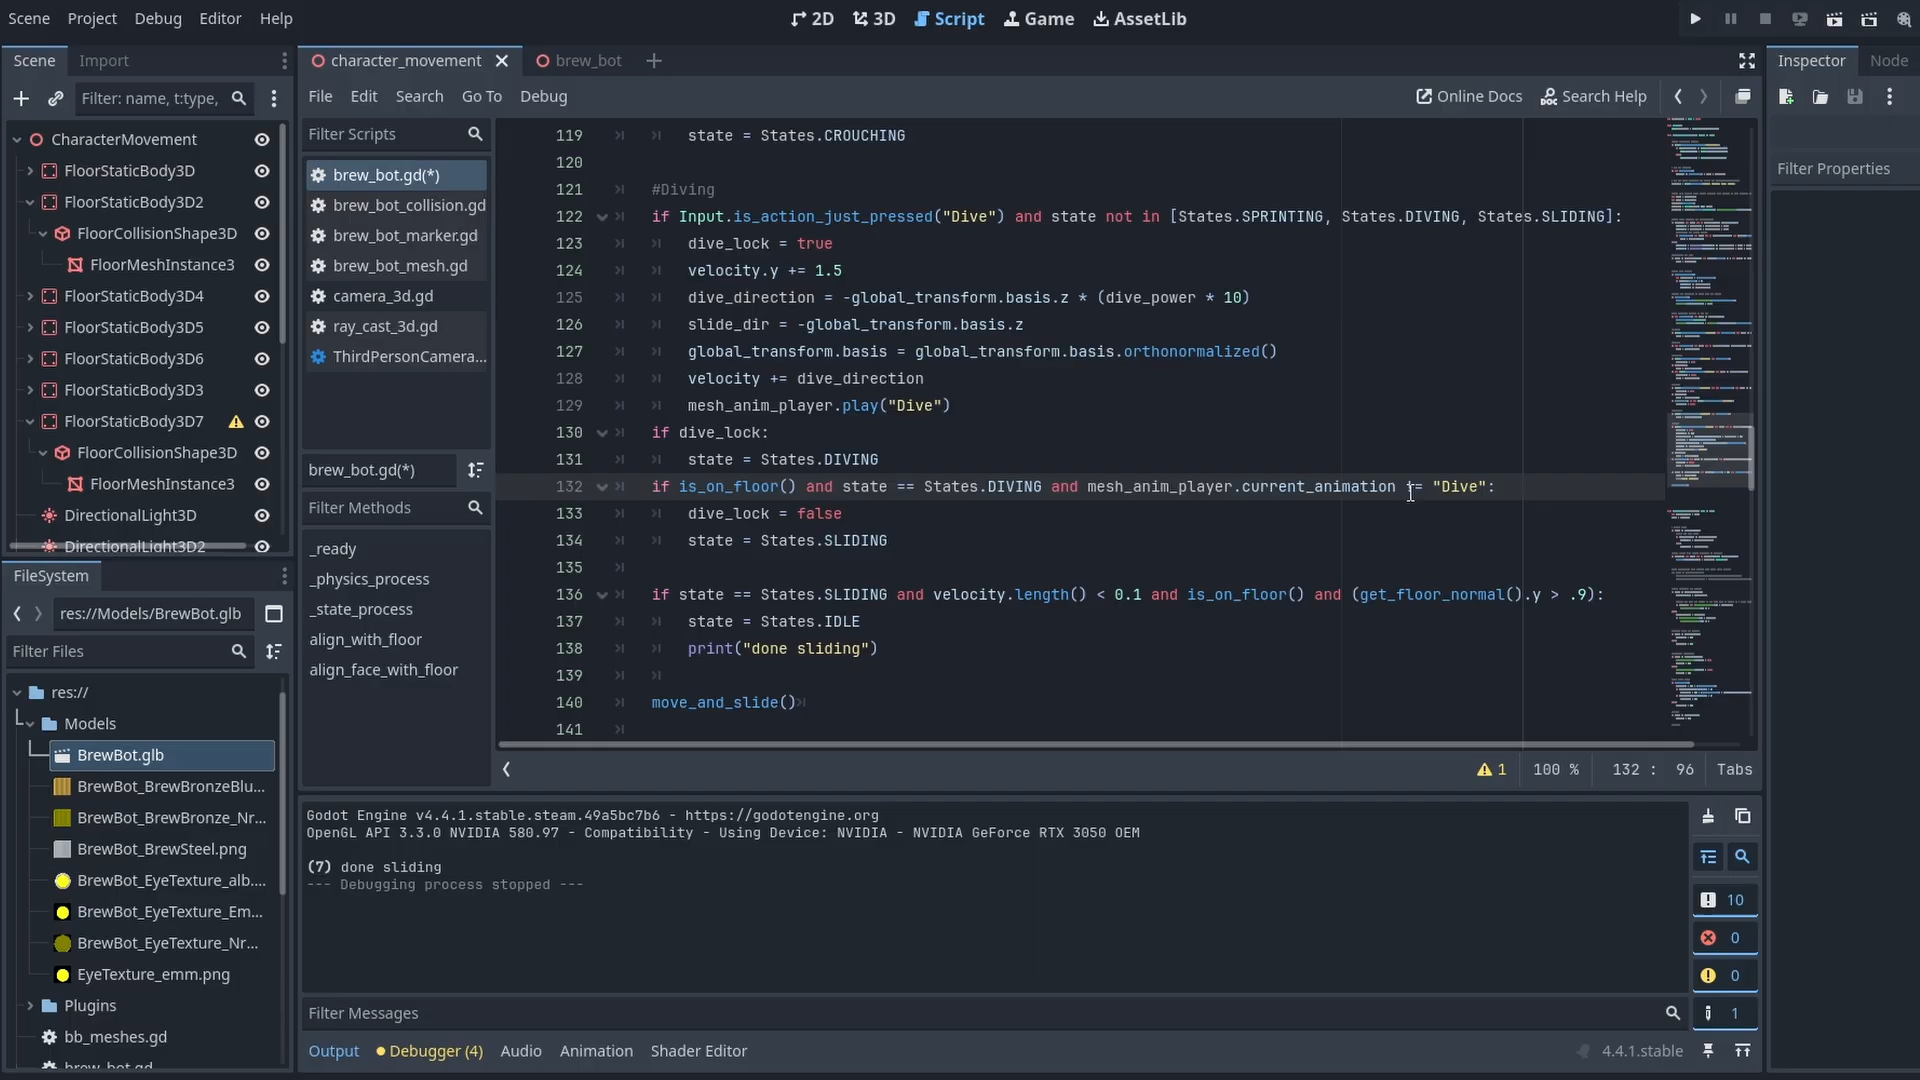 Scene Project Debug Editor Help
2D 3D Script Game AssetLib
Scene Import
Filter: name, t:type,
CharacterMovement
FloorStaticBody3D
FloorStaticBody3D2
FloorCollisionShape3D
FloorMeshInstance3
FloorStaticBody3D4
FloorStaticBody3D5
FloorStaticBody3D6
FloorStaticBody3D3
FloorStaticBody3D7
FloorCollisionShape3D
FloorMeshInstance3
DirectionalLight3D
DirectionalLight3D2
FileSystem
res://Models/BrewBot.glb
Filter Files
res://
Models
BrewBot.glb
BrewBot_BrewBronzeBlu...
BrewBot_BrewBronze_Nr...
BrewBot_BrewSteel.png
BrewBot_EyeTexture_alb....
BrewBot_EyeTexture_Em...
BrewBot_EyeTexture_Nr...
EyeTexture_emm.png
Plugins
bb_meshes.gd
brew_bot.gd
character_movement brew_bot
File Edit Search Go To Debug
Online Docs Search Help
Filter Scripts
brew_bot.gd(*)
brew_bot_collision.gd
brew_bot_marker.gd
brew_bot_mesh.gd
camera_3d.gd
ray_cast_3d.gd
ThirdPersonCamera...
brew_bot.gd(*)
Filter Methods
_ready
_physics_process
_state_process
align_with_floor
align_face_with_floor
119 state = States.CROUCHING
120
121 #Diving
122 if Input.is_action_just_pressed("Dive") and state not in [States.SPRINTING, States.DIVING, States.SLIDING]:
123 dive_lock = true
124 velocity.y += 1.5
125 dive_direction = -global_transform.basis.z * (dive_power * 10)
126 slide_dir = -global_transform.basis.z
127 global_transform.basis = global_transform.basis.orthonormalized()
128 velocity += dive_direction
129 mesh_anim_player.play("Dive")
130 if dive_lock:
131 state = States.DIVING
132 if is_on_floor() and state == States.DIVING and mesh_anim_player.current_animation != "Dive":
133 dive_lock = false
134 state = States.SLIDING
135
136 if state == States.SLIDING and velocity.length() < 0.1 and is_on_floor() and (get_floor_normal().y > .9):
137 state = States.IDLE
138 print("done sliding")
139
140 move_and_slide()
141
1 100 % 132 : 96 Tabs
Godot Engine v4.4.1.stable.steam.49a5bc7b6 - https://godotengine.org
OpenGL API 3.3.0 NVIDIA 580.97 - Compatibility - Using Device: NVIDIA - NVIDIA GeForce RTX 3050 OEM
(7) done sliding
--- Debugging process stopped ---
10
0
0
1
Filter Messages
Output Debugger (4) Audio Animation Shader Editor
4.4.1.stable
Inspector Node
Filter Properties